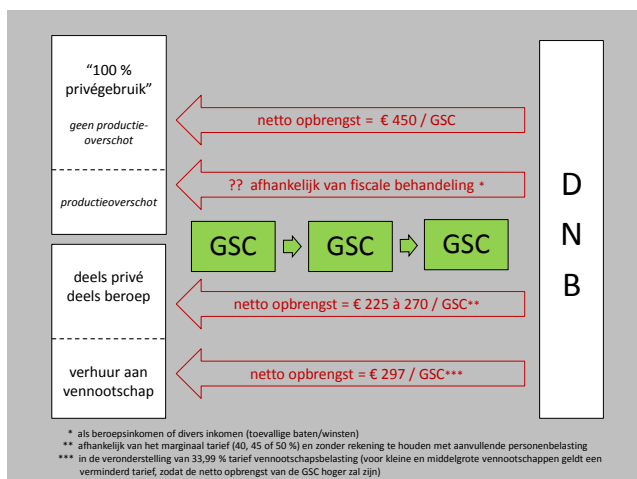 “100 %
privégebruik”
geen productie-
overschot
productieoverschot
netto opbrengst = € 450 / GSC
?? afhankelijk van fiscale behandeling *
GSC
GSC
GSC
deels privé
deels beroep
netto opbrengst = € 225 à 270 / GSC**
verhuur aan
vennootschap
netto opbrengst = € 297 / GSC***
D
N
B
* als beroepsinkomen of divers inkomen (toevallige baten/winsten)
** afhankelijk van het marginaal tarief (40, 45 of 50 %) en zonder rekening te houden met aanvullende personenbelasting
*** in de veronderstelling van 33,99 % tarief vennootschapsbelasting (voor kleine en middelgrote vennootschappen geldt een
verminderd tarief, zodat de netto opbrengst van de GSC hoger zal zijn)